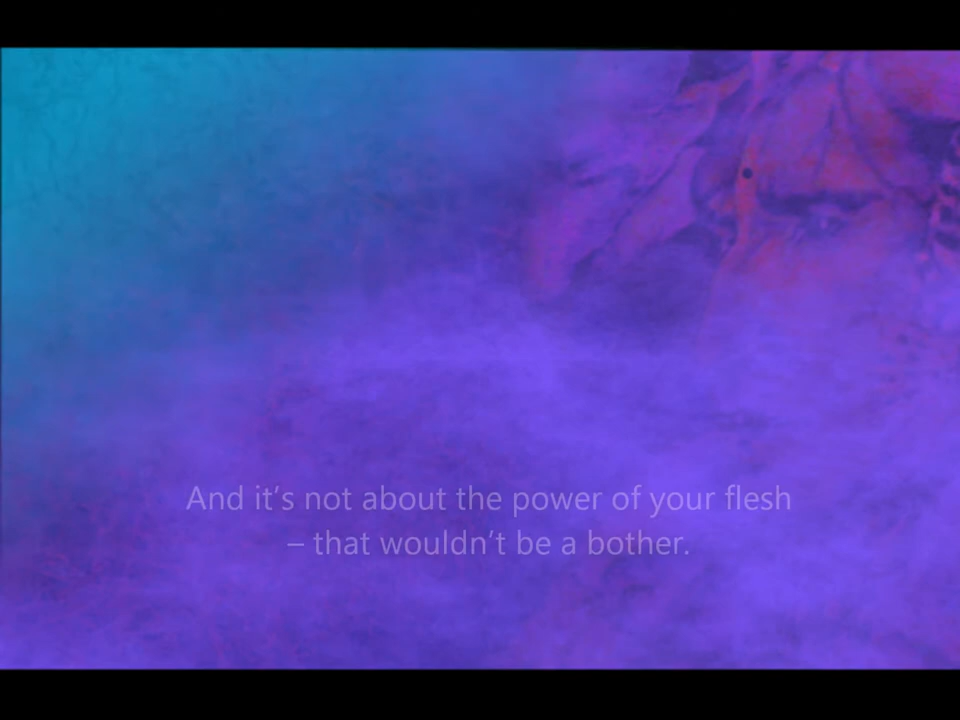 And it’s not about the power of your flesh
– that wouldn’t be a bother.